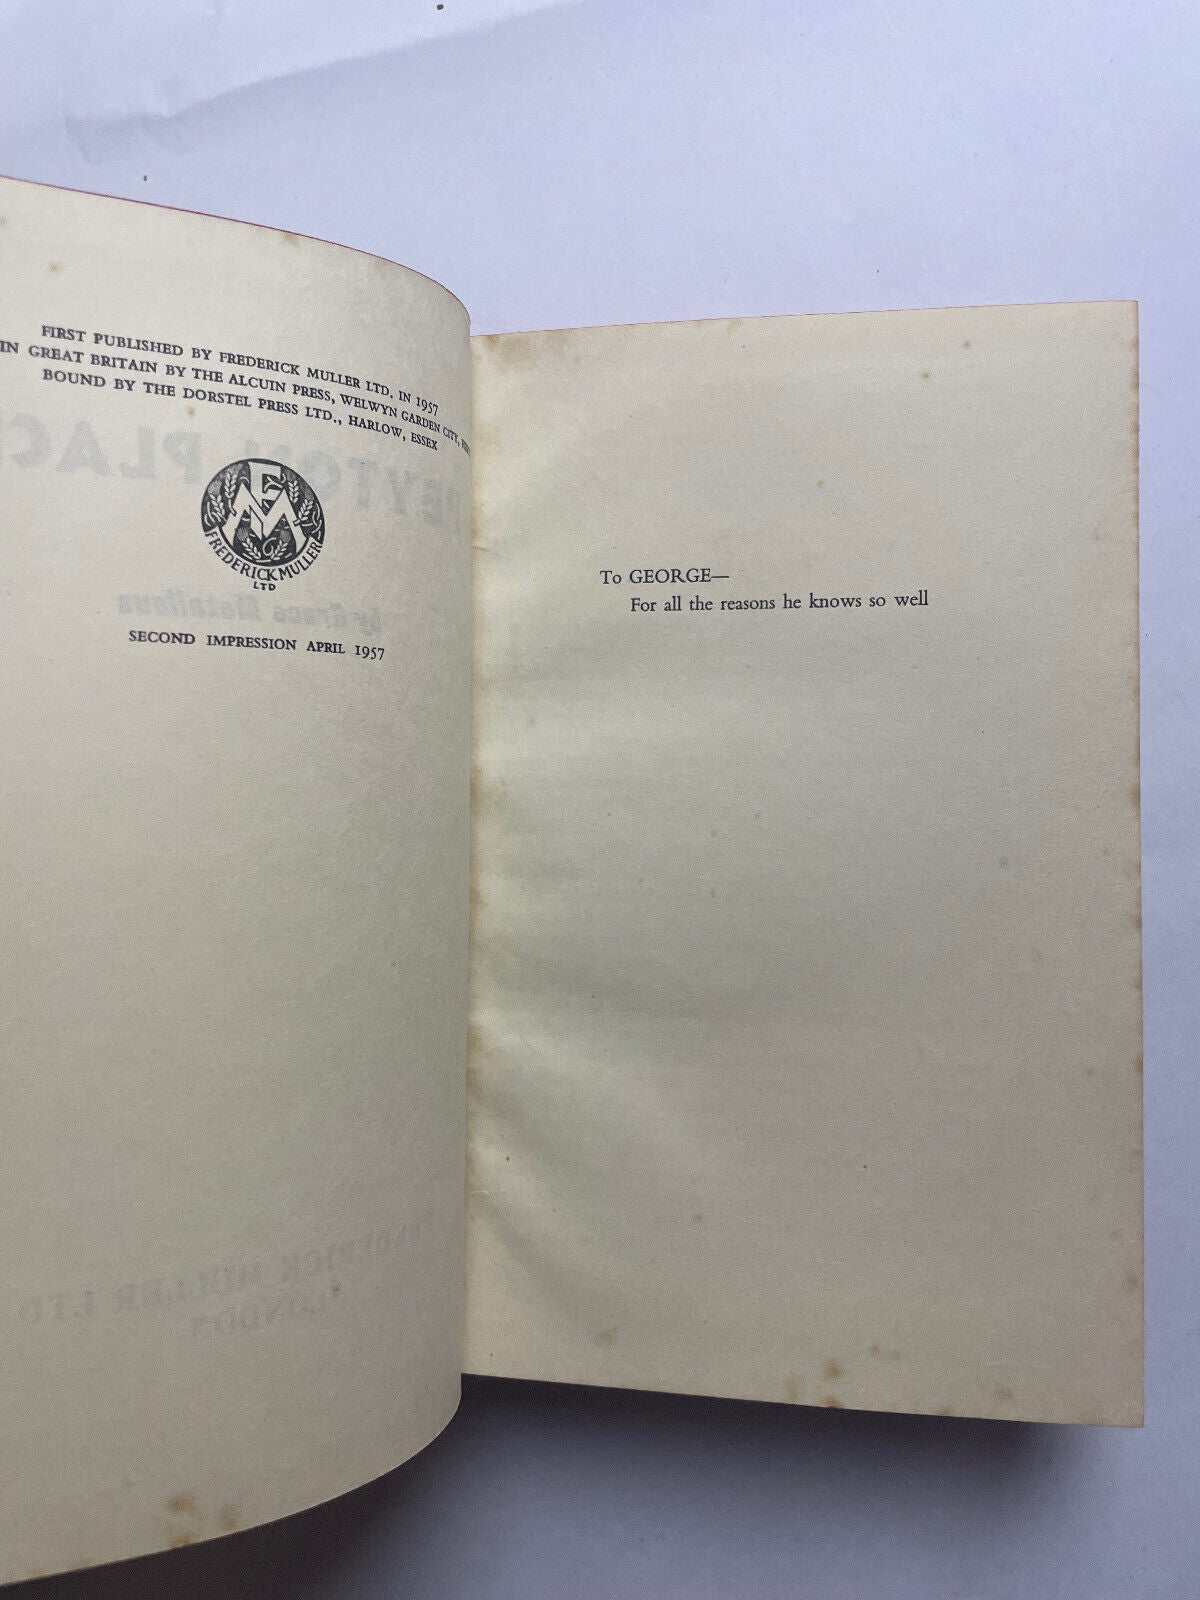 FIRST PUBLISHED BY FREDERICK MULLER LTD. IN 1957
IN GREAT BRITAIN BY THE ALCUIN PRESS, WELWYN GARDEN CITY,
BOUND BY THE DORSTEL PRESS LTD., HARLOW, ESSEX
FM
FREDERICK MULLER
LTD
SECOND IMPRESSION APRIL 1957
To GEORGE—
For all the reasons he knows so well